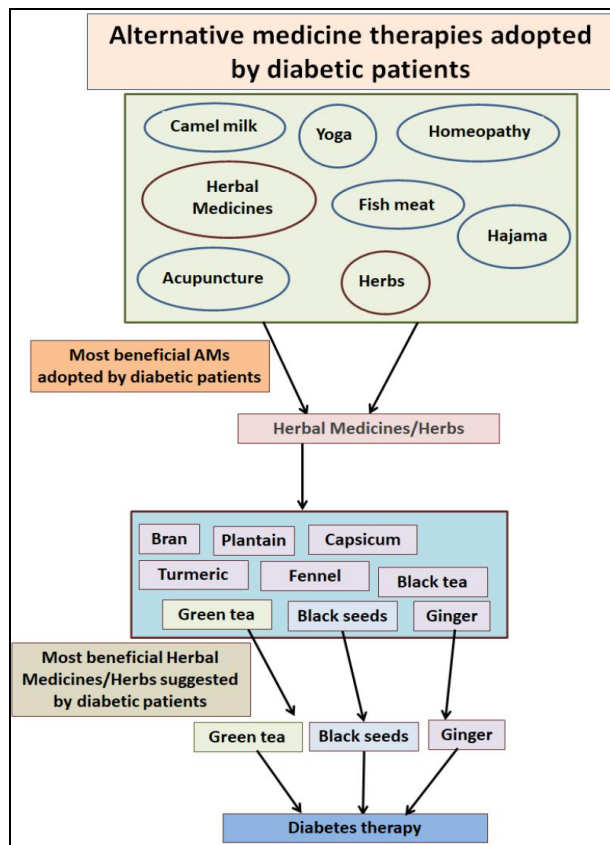 Alternative medicine therapies adopted
by diabetic patients
Camel milk
Yoga
Homeopathy
Herbal
Medicines
Fish meat
Hajama
Acupuncture
Herbs
Most beneficial AMs
adopted by diabetic patients
Herbal Medicines/Herbs
Bran
Plantain
Capsicum
Turmeric
Fennel
Black tea
Green tea
Black seeds
Ginger
Most beneficial Herbal
Medicines/Herbs suggested
by diabetic patients
Green tea
Black seeds
Ginger
Diabetes therapy